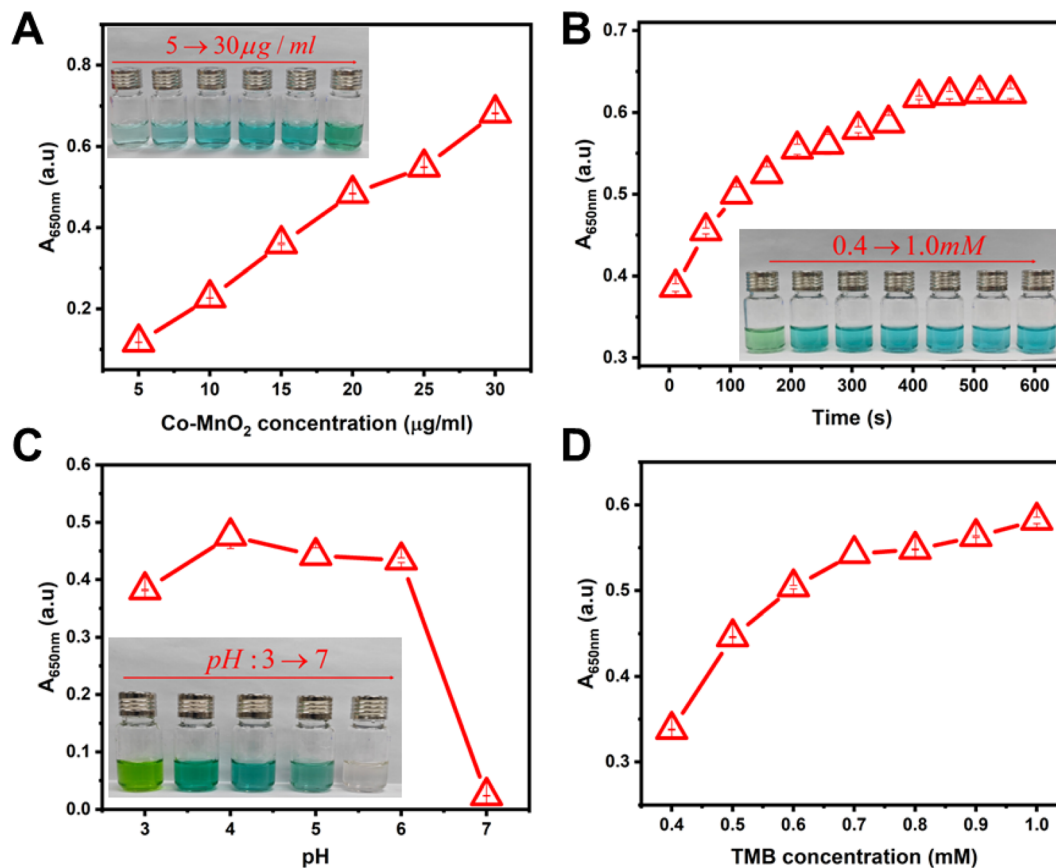 A
5 → 30 μg / ml
0.8
0.6
0.4
0.2
A650nm (a.u)
5 10 15 20 25 30
Co-MnO2 concentration (μg/ml)
B
0.6
0.5
0.4
0.3
A650nm (a.u)
0.4 → 1.0mM
0 100 200 300 400 500 600
Time (s)
C
0.6
0.5
0.4
0.3
0.2
0.1
0.0
A650nm (a.u)
pH : 3 → 7
3 4 5 6 7
pH
D
0.6
0.5
0.4
0.3
A650nm (a.u)
0.4 0.5 0.6 0.7 0.8 0.9 1.0
TMB concentration (mM)